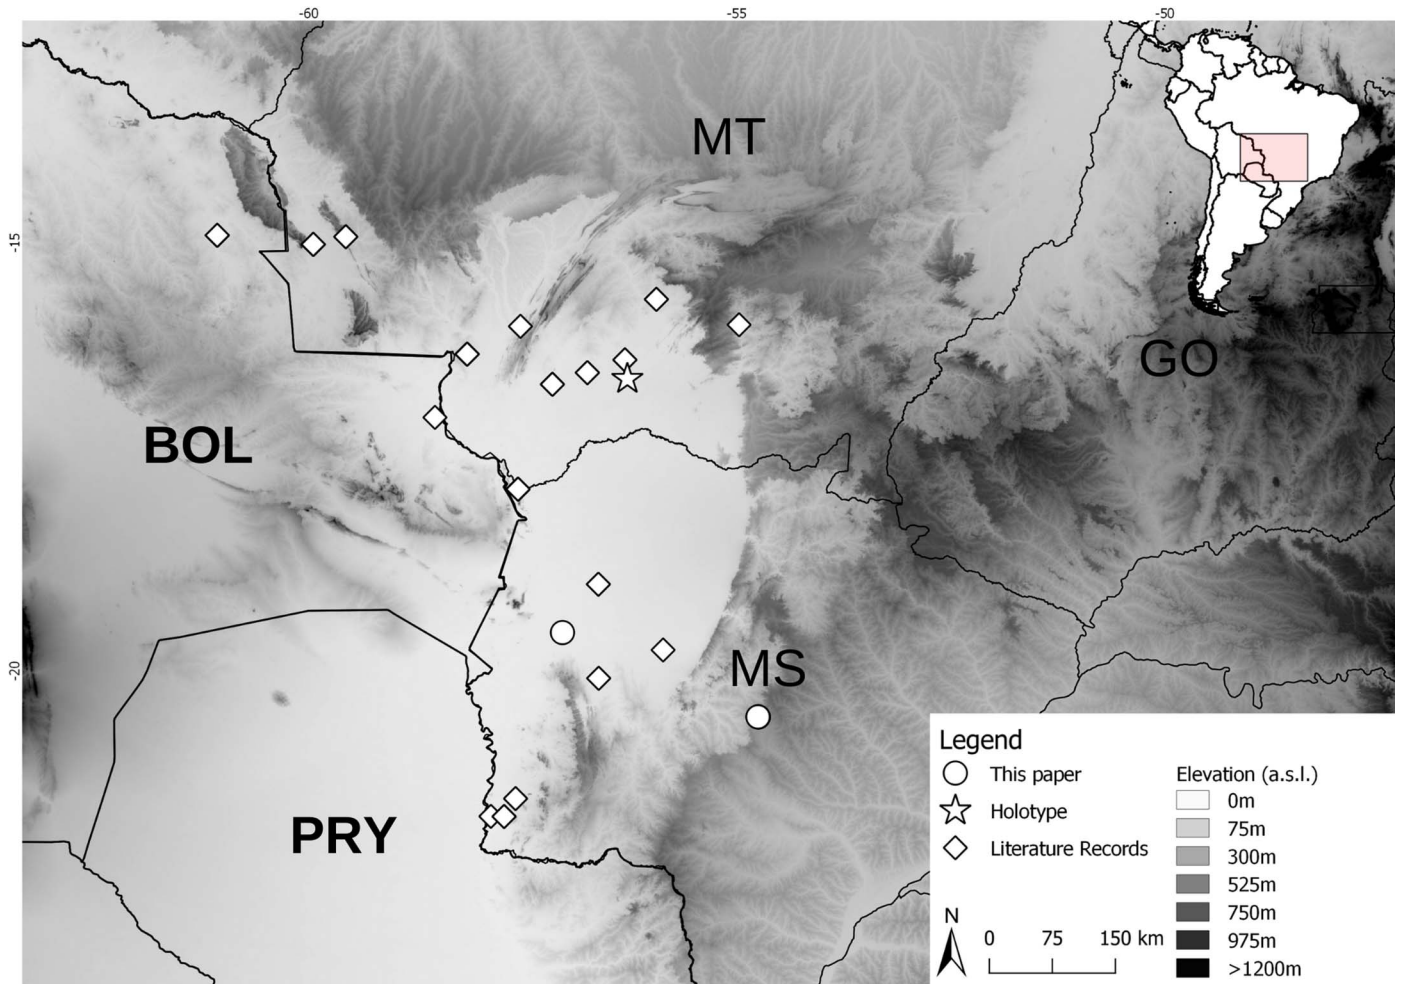 -60
-55
-50
-15
-20
MT
GO
BOL
MS
PRY
Legend
This paper
Holotype
Literature Records
N
0 75 150 km
Elevation (a.s.l.)
0m
75m
300m
525m
750m
975m
>1200m